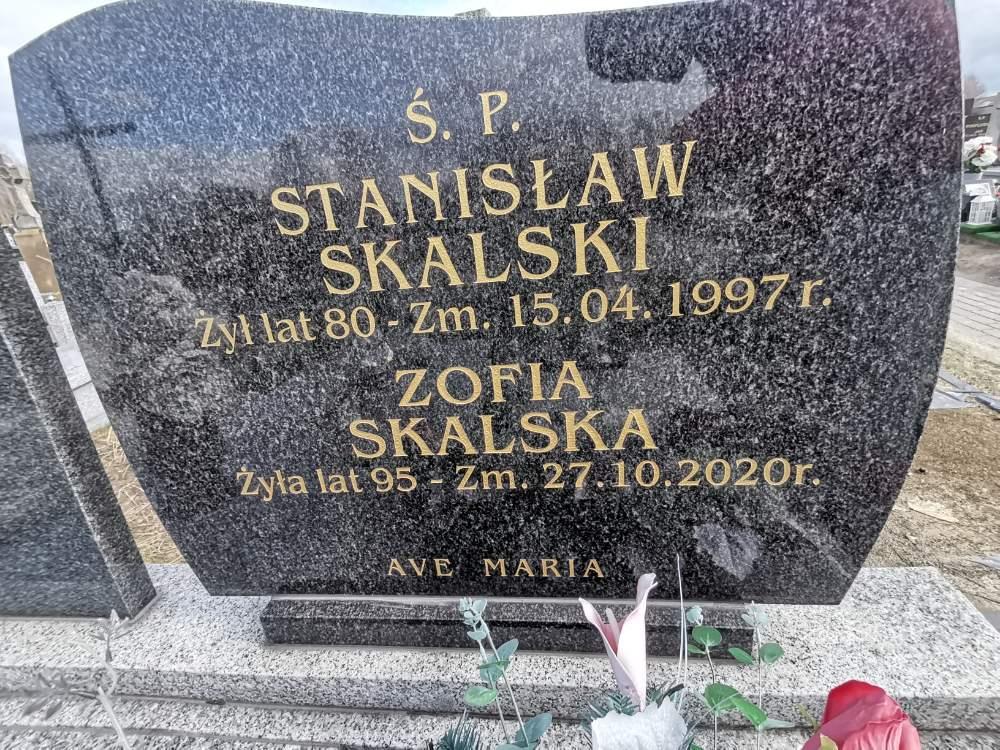 Ś. P.
STANISŁAW
SKALSKI
Żył lat 80 - Zm. 15.04.1997 r.
ZOFIA
SKALSKA
Żyła lat 95 - Zm. 27.10.2020r.
AVE MARIA